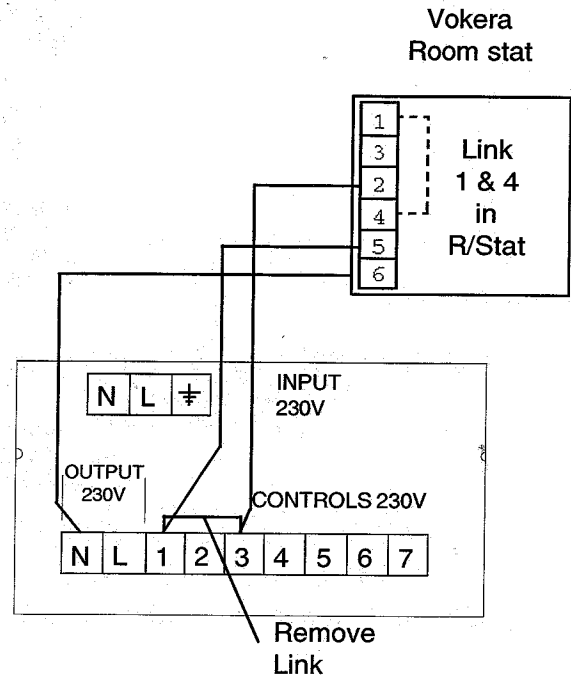 Vokera
Room stat
1
3
2
4
5
6
Link
1 & 4
in
R/Stat
N L ⏚
INPUT
230V
OUTPUT
230V
CONTROLS 230V
N L 1 2 3 4 5 6 7
Remove
Link